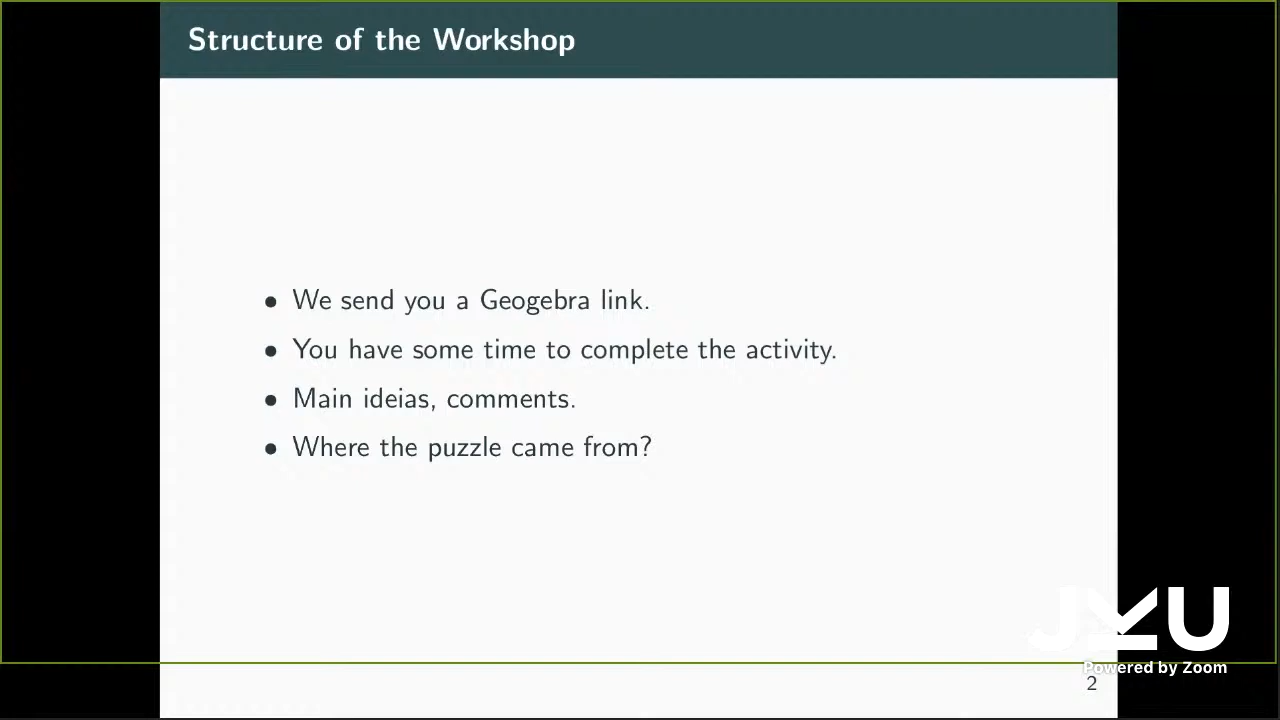 Structure of the Workshop
• We send you a Geogebra link.
• You have some time to complete the activity.
• Main ideias, comments.
• Where the puzzle came from?
JKU
Powered by Zoom
2